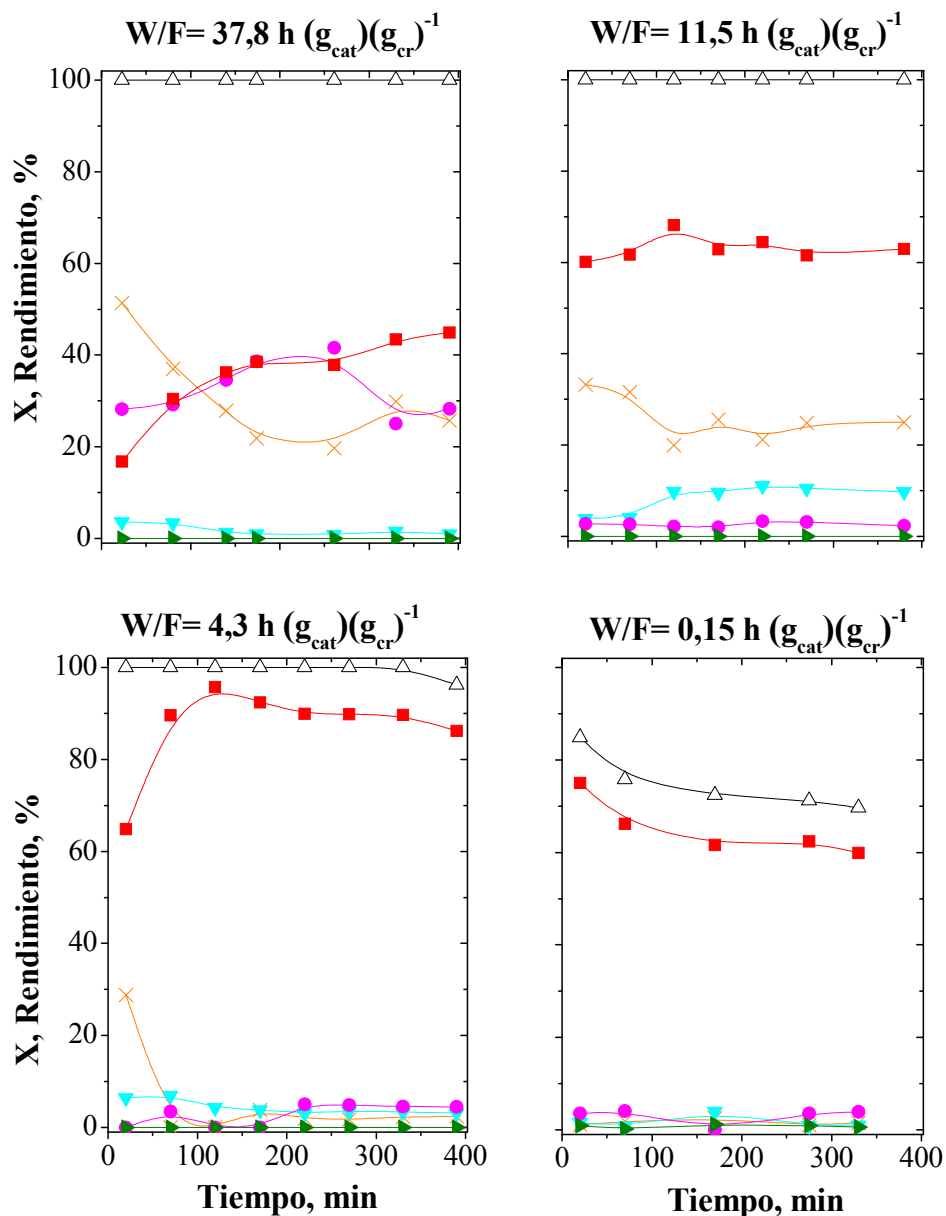 W/F= 37,8 h (g_cat)(g_cr)^-1
W/F= 11,5 h (g_cat)(g_cr)^-1
X, Rendimiento, %
100
80
60
40
20
0
W/F= 4,3 h (g_cat)(g_cr)^-1
W/F= 0,15 h (g_cat)(g_cr)^-1
X, Rendimiento, %
100
80
60
40
20
0
0 100 200 300 400
0 100 200 300 400
Tiempo, min
Tiempo, min